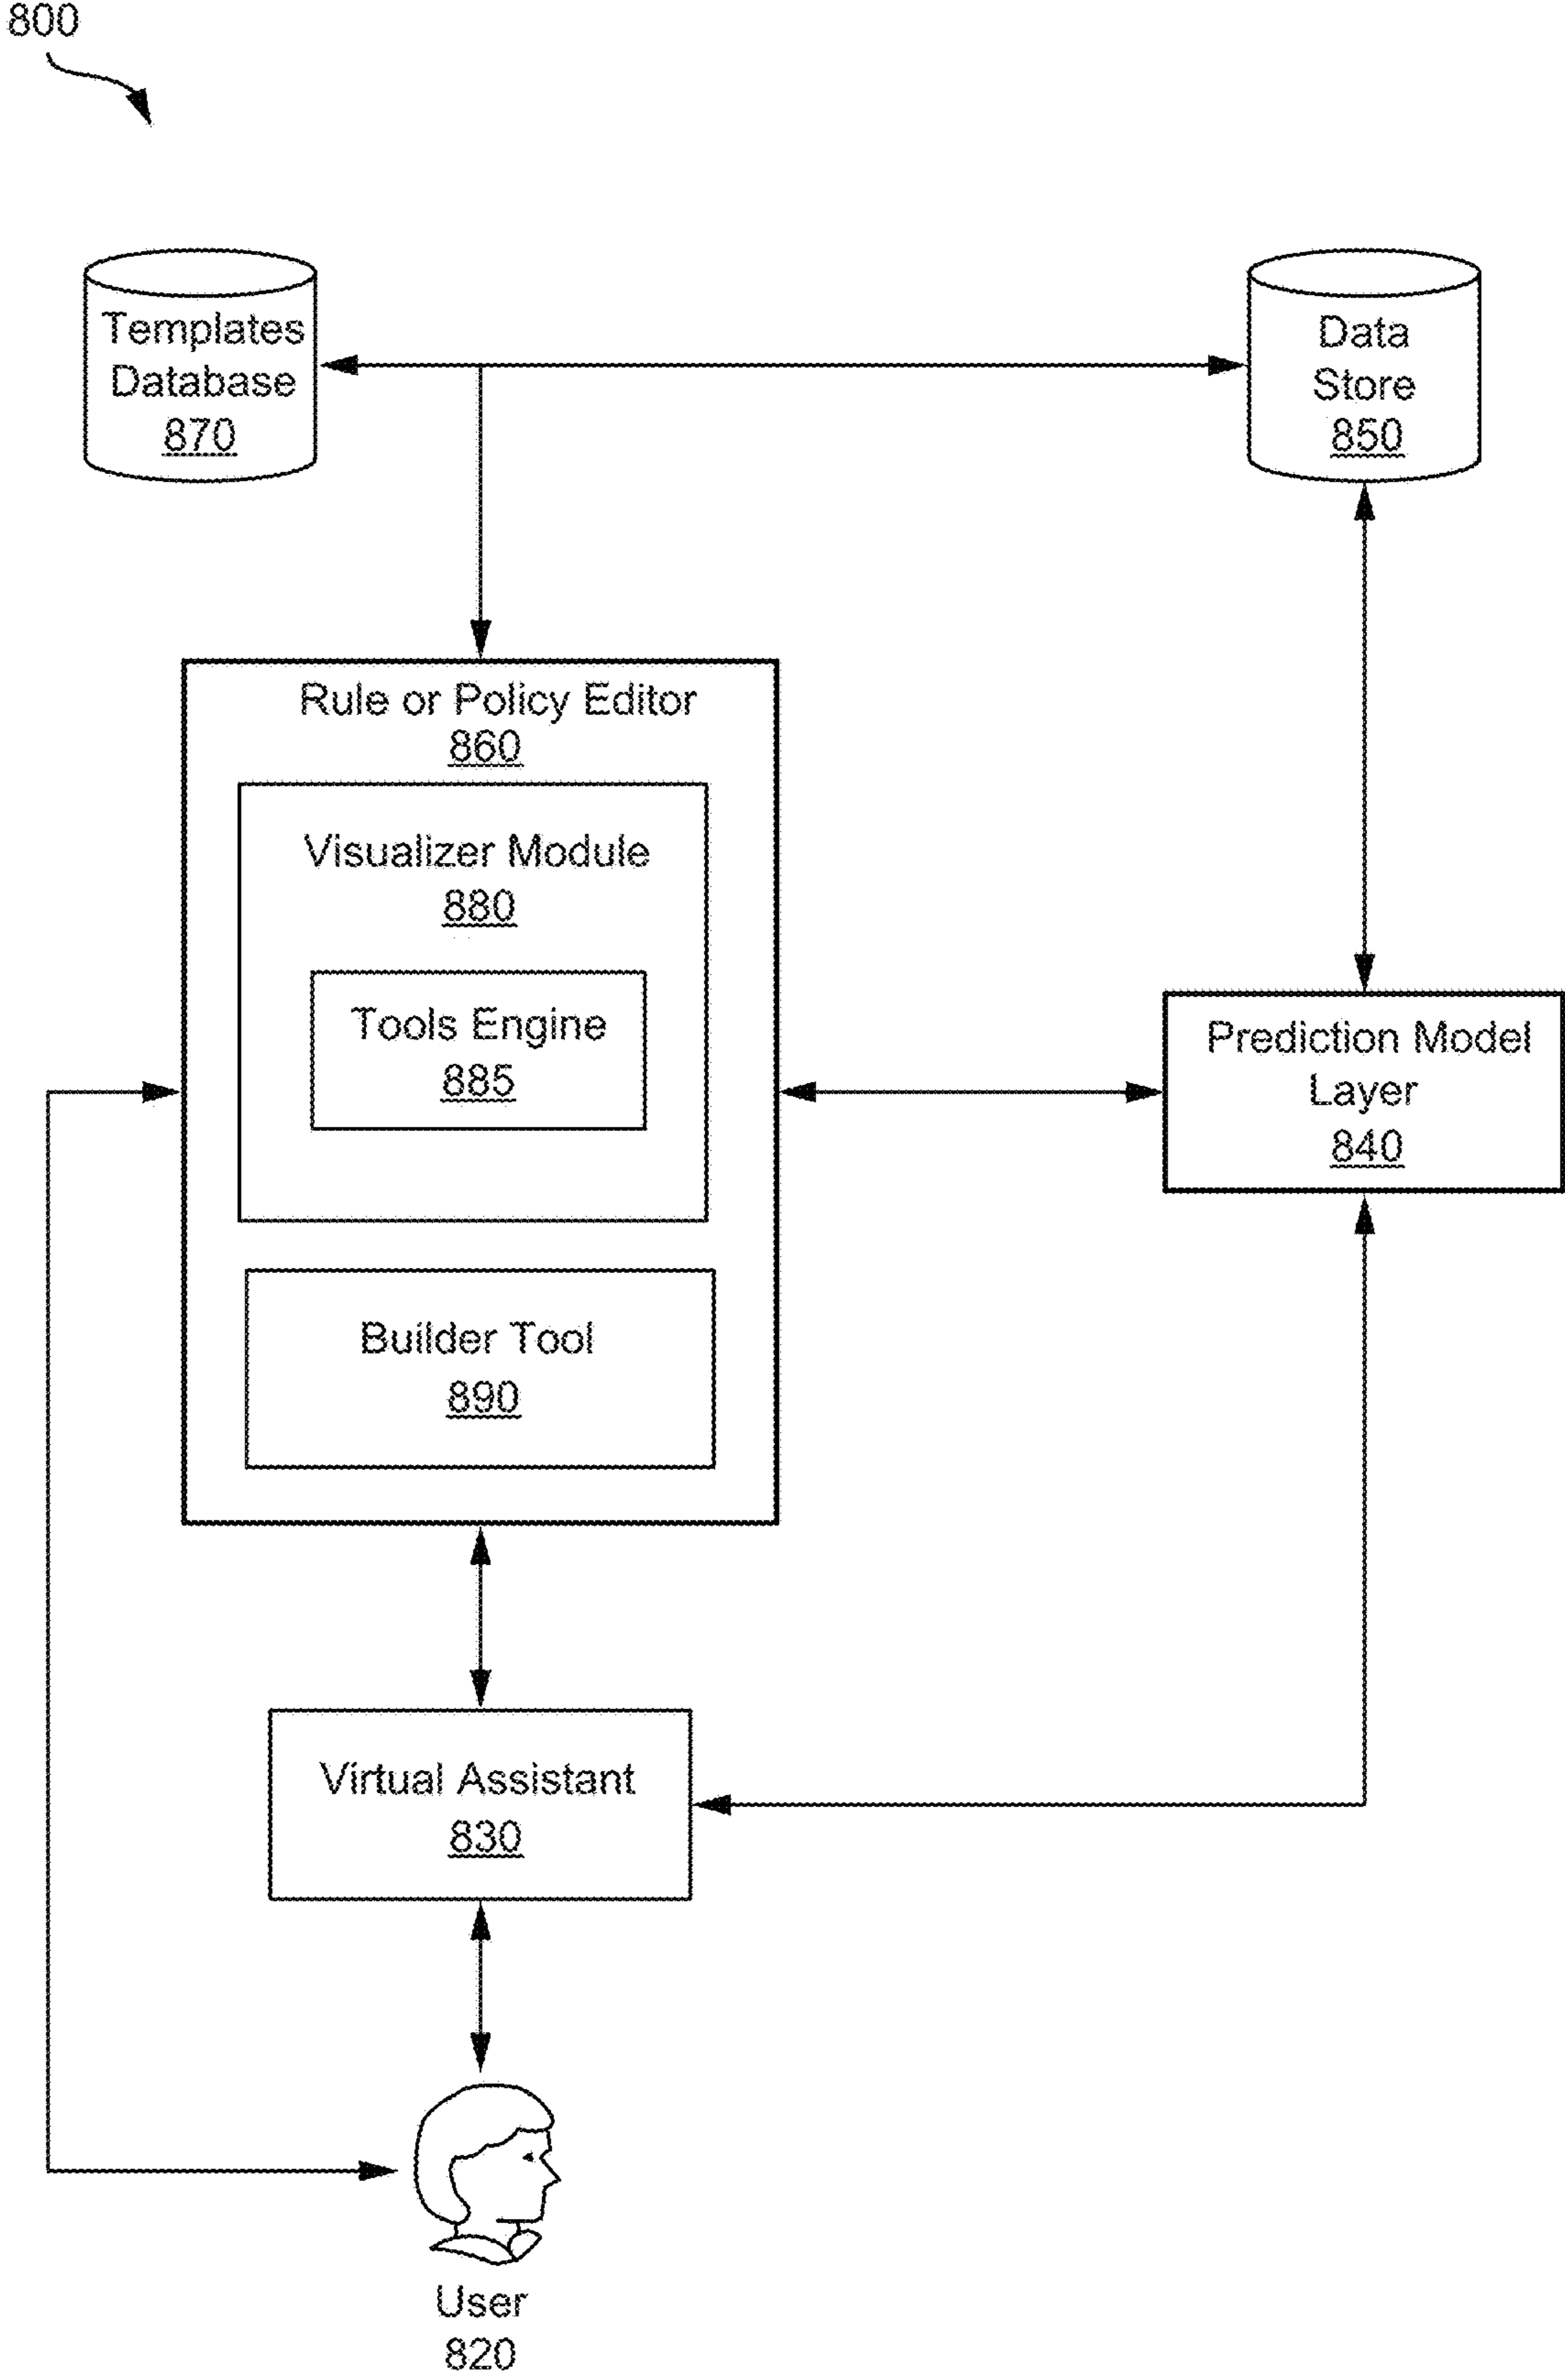 800
Templates
Database
870
Data
Store
850
Rule or Policy Editor
860
Visualizer Module
880
Tools Engine
885
Prediction Model
Layer
840
Builder Tool
890
Virtual Assistant
830
User
820